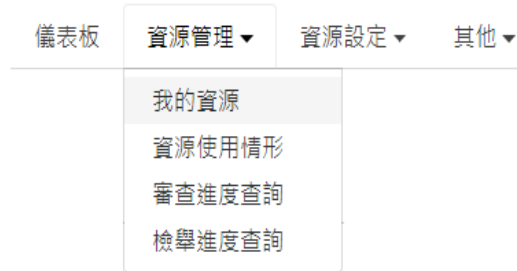 儀表板 資源管理▼ 資源設定▼ 其他▼
我的資源
資源使用情形
審查進度查詢
檢舉進度查詢